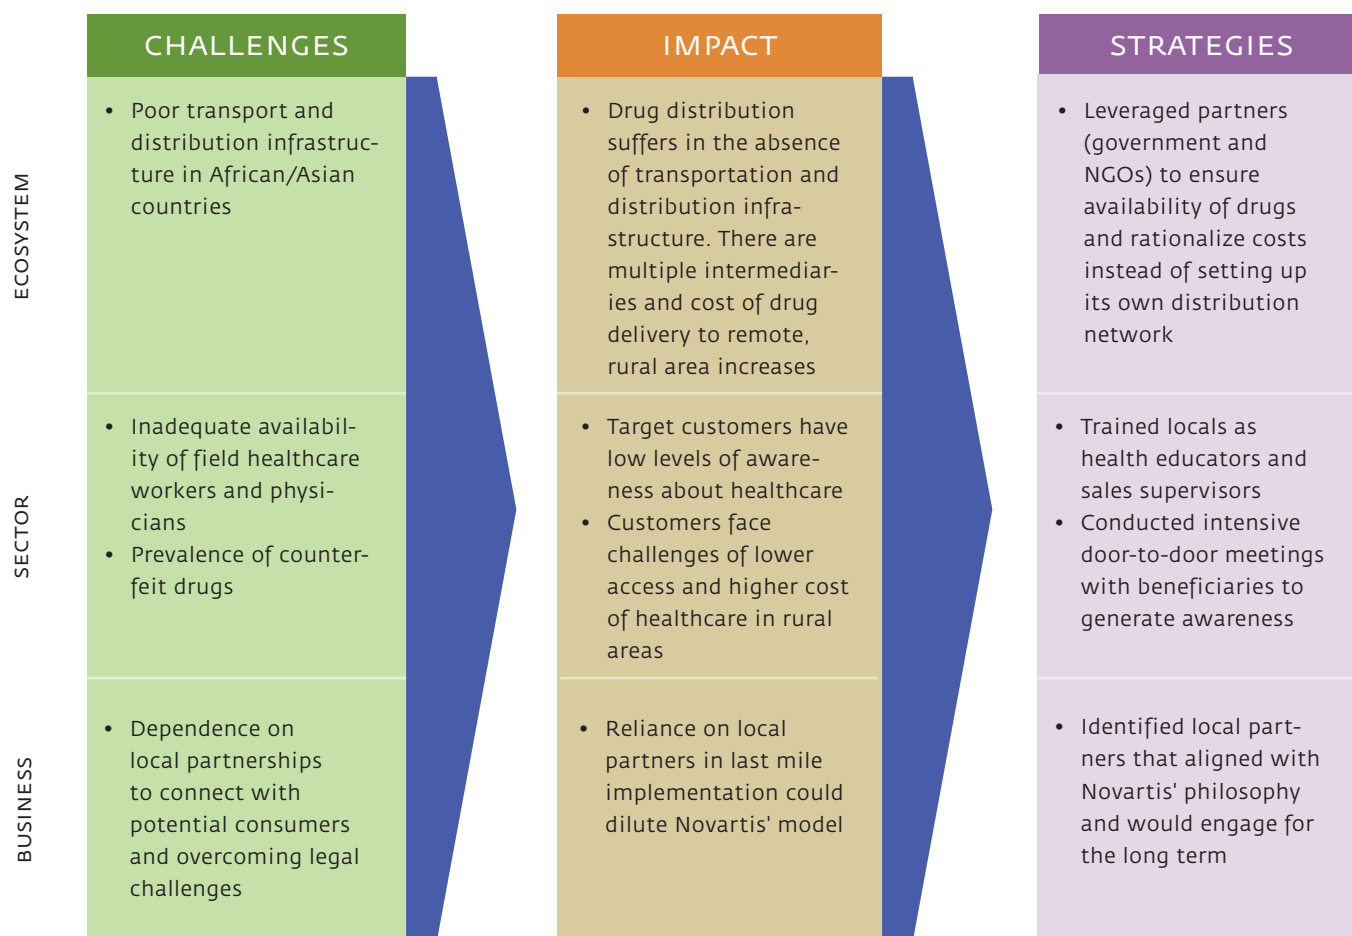 CHALLENGES
IMPACT
STRATEGIES
ECOSYSTEM
• Poor transport and
distribution infrastruc-
ture in African/Asian
countries
• Drug distribution
suffers in the absence
of transportation and
distribution infra-
structure. There are
multiple intermediar-
ies and cost of drug
delivery to remote,
rural area increases
• Leveraged partners
(government and
NGOs) to ensure
availability of drugs
and rationalize costs
instead of setting up
its own distribution
network
SECTOR
• Inadequate availabil-
ity of field healthcare
workers and physi-
cians
• Prevalence of counter-
feit drugs
• Target customers have
low levels of aware-
ness about healthcare
• Customers face
challenges of lower
access and higher cost
of healthcare in rural
areas
• Trained locals as
health educators and
sales supervisors
• Conducted intensive
door-to-door meetings
with beneficiaries to
generate awareness
BUSINESS
• Dependence on
local partnerships
to connect with
potential consumers
and overcoming legal
challenges
• Reliance on local
partners in last mile
implementation could
dilute Novartis' model
• Identified local part-
ners that aligned with
Novartis' philosophy
and would engage for
the long term